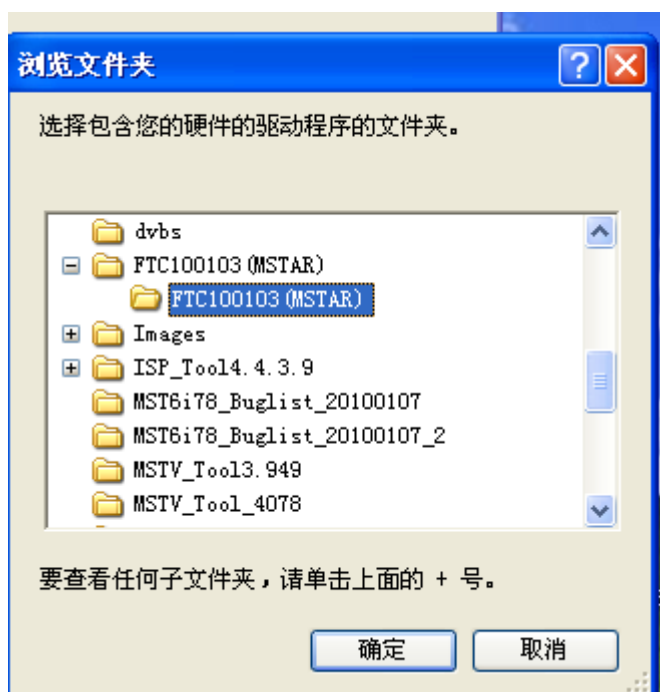 浏览文件夹
选择包含您的硬件的驱动程序的文件夹。
dvbs
FTC100103(MSTAR)
FTC100103(MSTAR)
Images
ISP_Tool4.4.3.9
MST6i78_Buglist_20100107
MST6i78_Buglist_20100107_2
MSTV_Tool3.949
MSTV_Tool_4078
要查看任何子文件夹，请单击上面的 + 号。
确定 取消